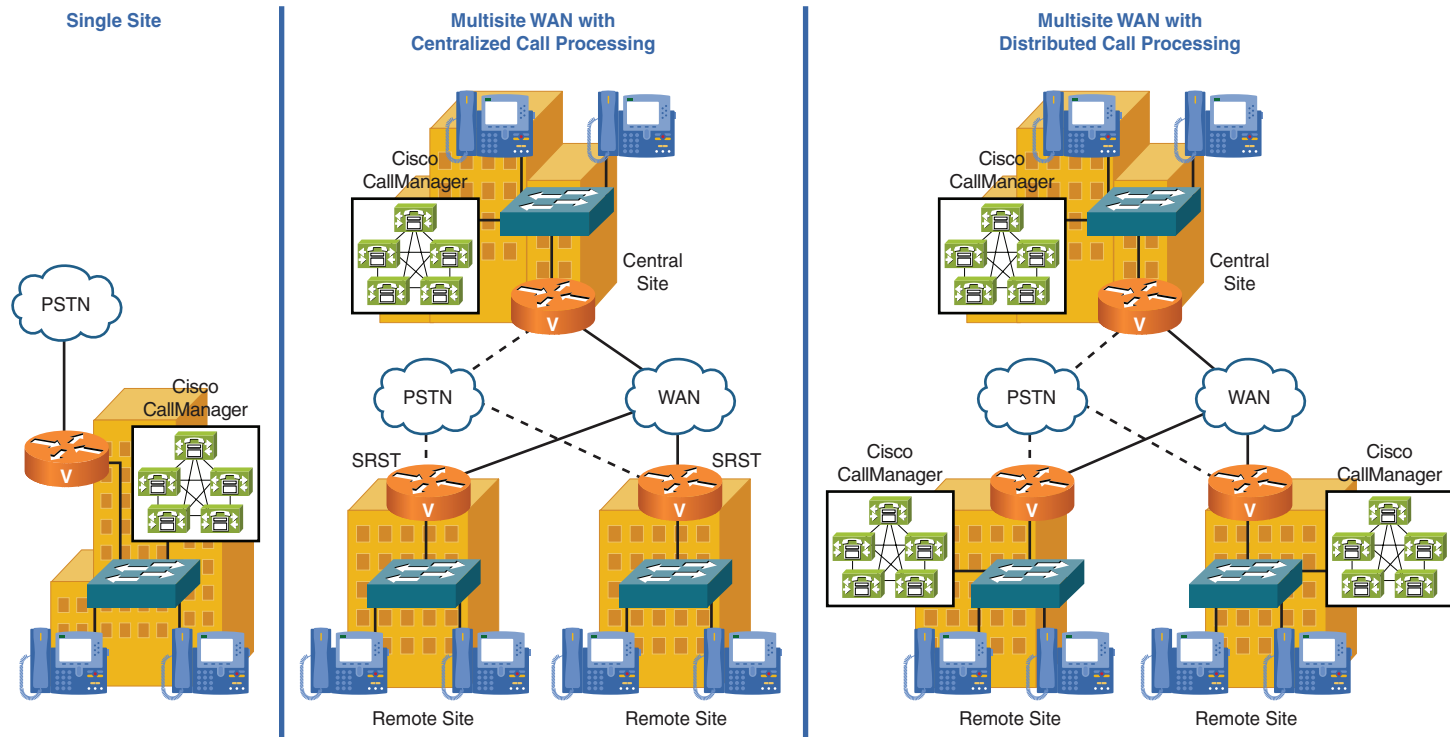 Single Site
PSTN
Cisco
CallManager
V
Multisite WAN with
Centralized Call Processing
Cisco
CallManager
Central
Site
V
PSTN
WAN
SRST
SRST
V
V
Remote Site
Remote Site
Multisite WAN with
Distributed Call Processing
Cisco
CallManager
Central
Site
V
PSTN
WAN
Cisco
CallManager
Cisco
CallManager
V
V
Remote Site
Remote Site